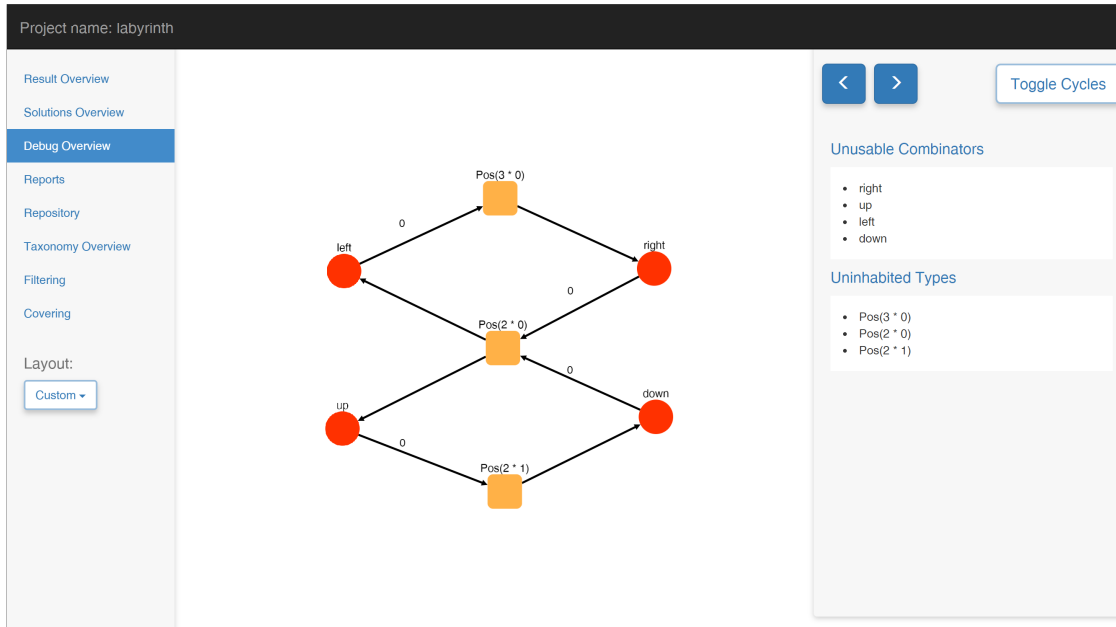 Project name: labyrinth
Result Overview
Solutions Overview
Debug Overview
Reports
Repository
Taxonomy Overview
Filtering
Covering
Layout:
Custom
Pos(3 * 0)
0
left
right
0
Pos(2 * 0)
0
up
down
0
Pos(2 * 1)
< >
Toggle Cycles
Unusable Combinators
• right
• up
• left
• down
Uninhabited Types
• Pos(3 * 0)
• Pos(2 * 0)
• Pos(2 * 1)